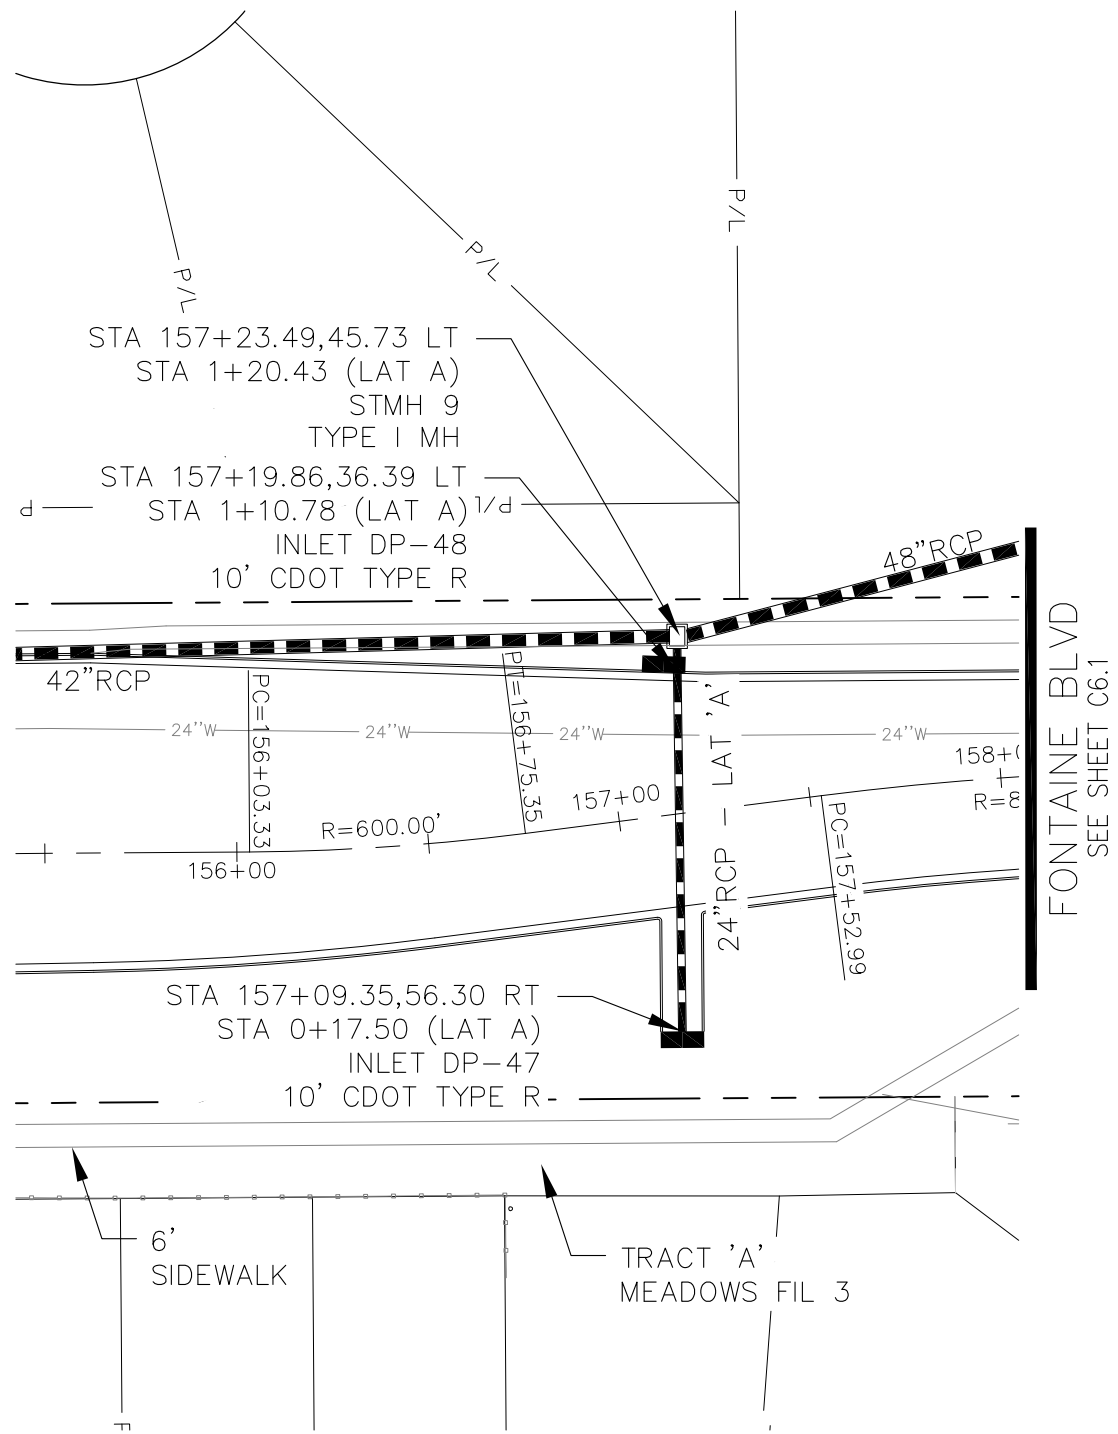 P/L
P/L
P/L
STA 157+23.49,45.73 LT
STA 1+20.43 (LAT A)
STMH 9
TYPE I MH
STA 157+19.86,36.39 LT
STA 1+10.78 (LAT A)
INLET DP-48
10' CDOT TYPE R
P
P/L
48"RCP
42"RCP
PC=156+03.33
PT=156+75.35
24"RCP - LAT 'A'
24"W
24"W
24"W
24"W
158+0
R=8
157+00
R=600.00'
156+00
PC=157+52.99
FONTAINE BLVD
SEE SHEET C6.1
STA 157+09.35,56.30 RT
STA 0+17.50 (LAT A)
INLET DP-47
10' CDOT TYPE R
6'
SIDEWALK
TRACT 'A'
MEADOWS FIL 3